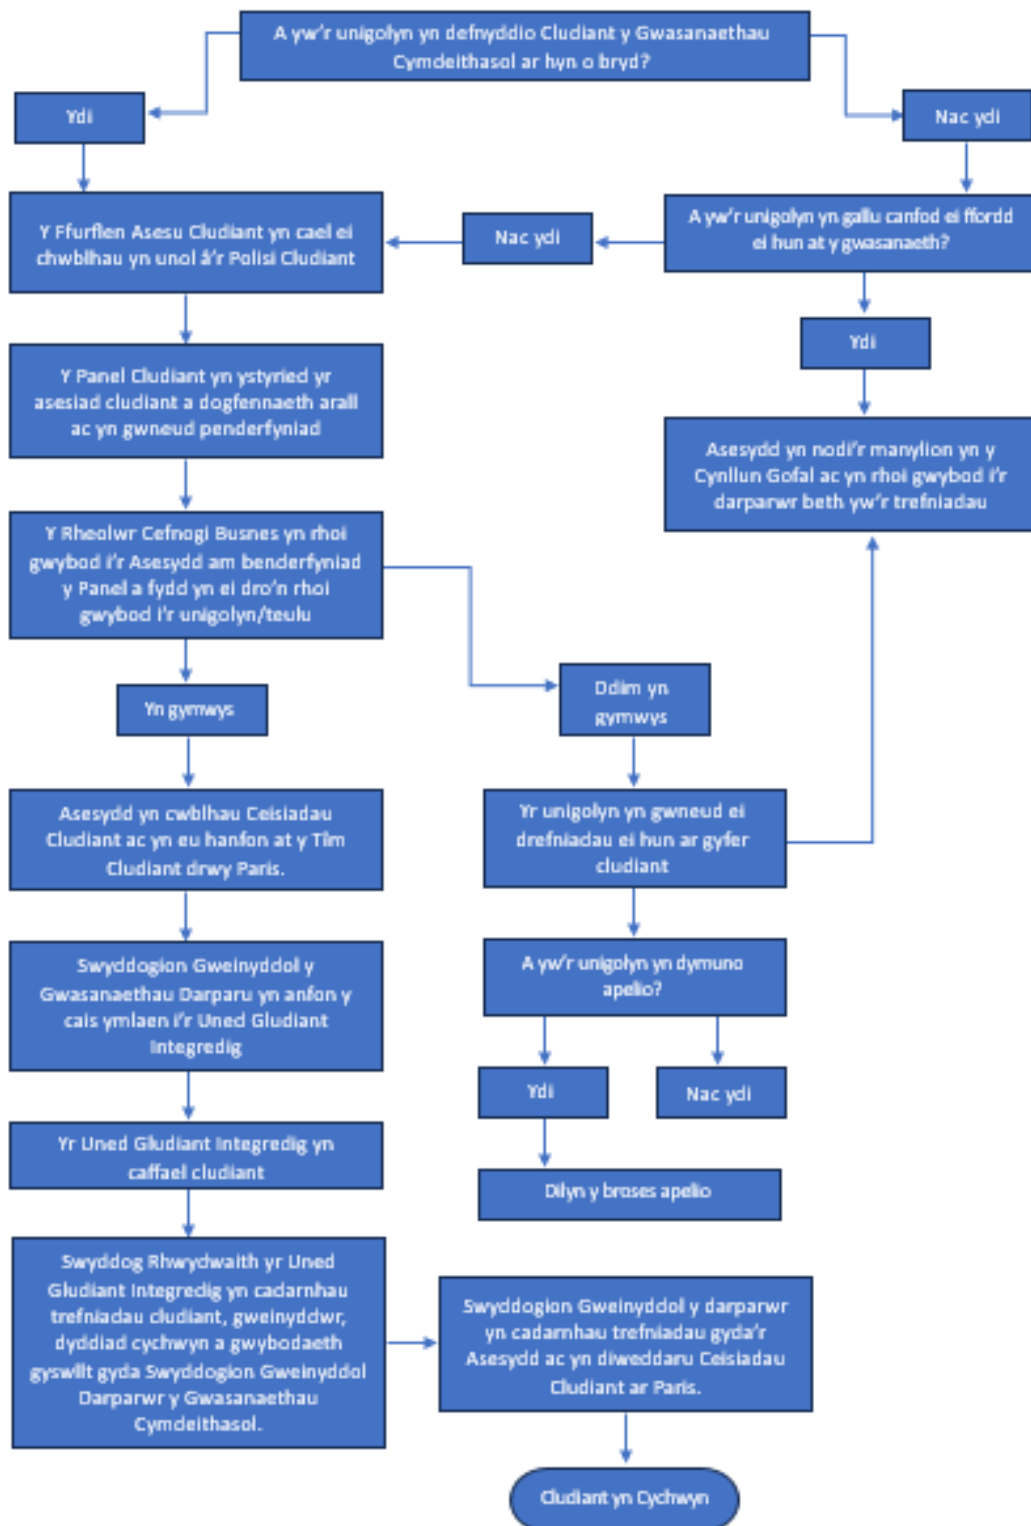 A yw'r unigolyn yn defnyddio Cludiant y Gwasanaethau
Cymdeithasol ar hyn o bryd?
Ydi
Nac ydi
Y Ffurflen Asesu Cludiant yn cael ei
chwblhau yn unol â'r Polisi Cludiant
Nac ydi
A yw'r unigolyn yn gallu canfod ei ffordd
ei hun at y gwasanaeth?
Ydi
Y Panel Cludiant yn ystyried yr
asesiad cludiant a dogfennaeth arall
ac yn gwneud penderfyniad
Asesydd yn nodi'r manylion yn y
Cynllun Gofal ac yn rhoi gwybod i'r
darparwr beth yw'r trefniadau
Y Rheolwr Cefnogi Busnes yn rhoi
gwybod i'r Asesydd am benderfyniad
y Panel a fydd yn ei dro'n rhoi
gwybod i'r unigolyn/teulu
Yn gymwys
Ddim yn
gymwys
Asesydd yn cwblhau Ceisiadau
Cludiant ac yn eu hanfon at y Tîm
Cludiant drwy Paris.
Yr unigolyn yn gwneud ei
drefniadau ei hun ar gyfer
cludiant
Swyddogion Gweinyddol y
Gwasanaethau Darparu yn anfon y
cais ymlaen i'r Uned Gludiant
Integredig
A yw'r unigolyn yn dymuno
apelio?
Ydi
Nac ydi
Yr Uned Gludiant Integredig yn
caffael cludiant
Dilyn y broses apelio
Swyddog Rhwydwaith yr Uned
Gludiant Integredig yn cadarnhau
trefniadau cludiant, gweinyddwr,
dyddiad cychwyn a gwybodaeth
gyswllt gyda Swyddogion Gweinyddol
Darparwr y Gwasanaethau
Cymdeithasol.
Swyddogion Gweinyddol y darparwr
yn cadarnhau trefniadau gyda'r
Asesydd ac yn diweddaru Ceisiadau
Cludiant ar Paris.
Cludiant yn Cychwyn